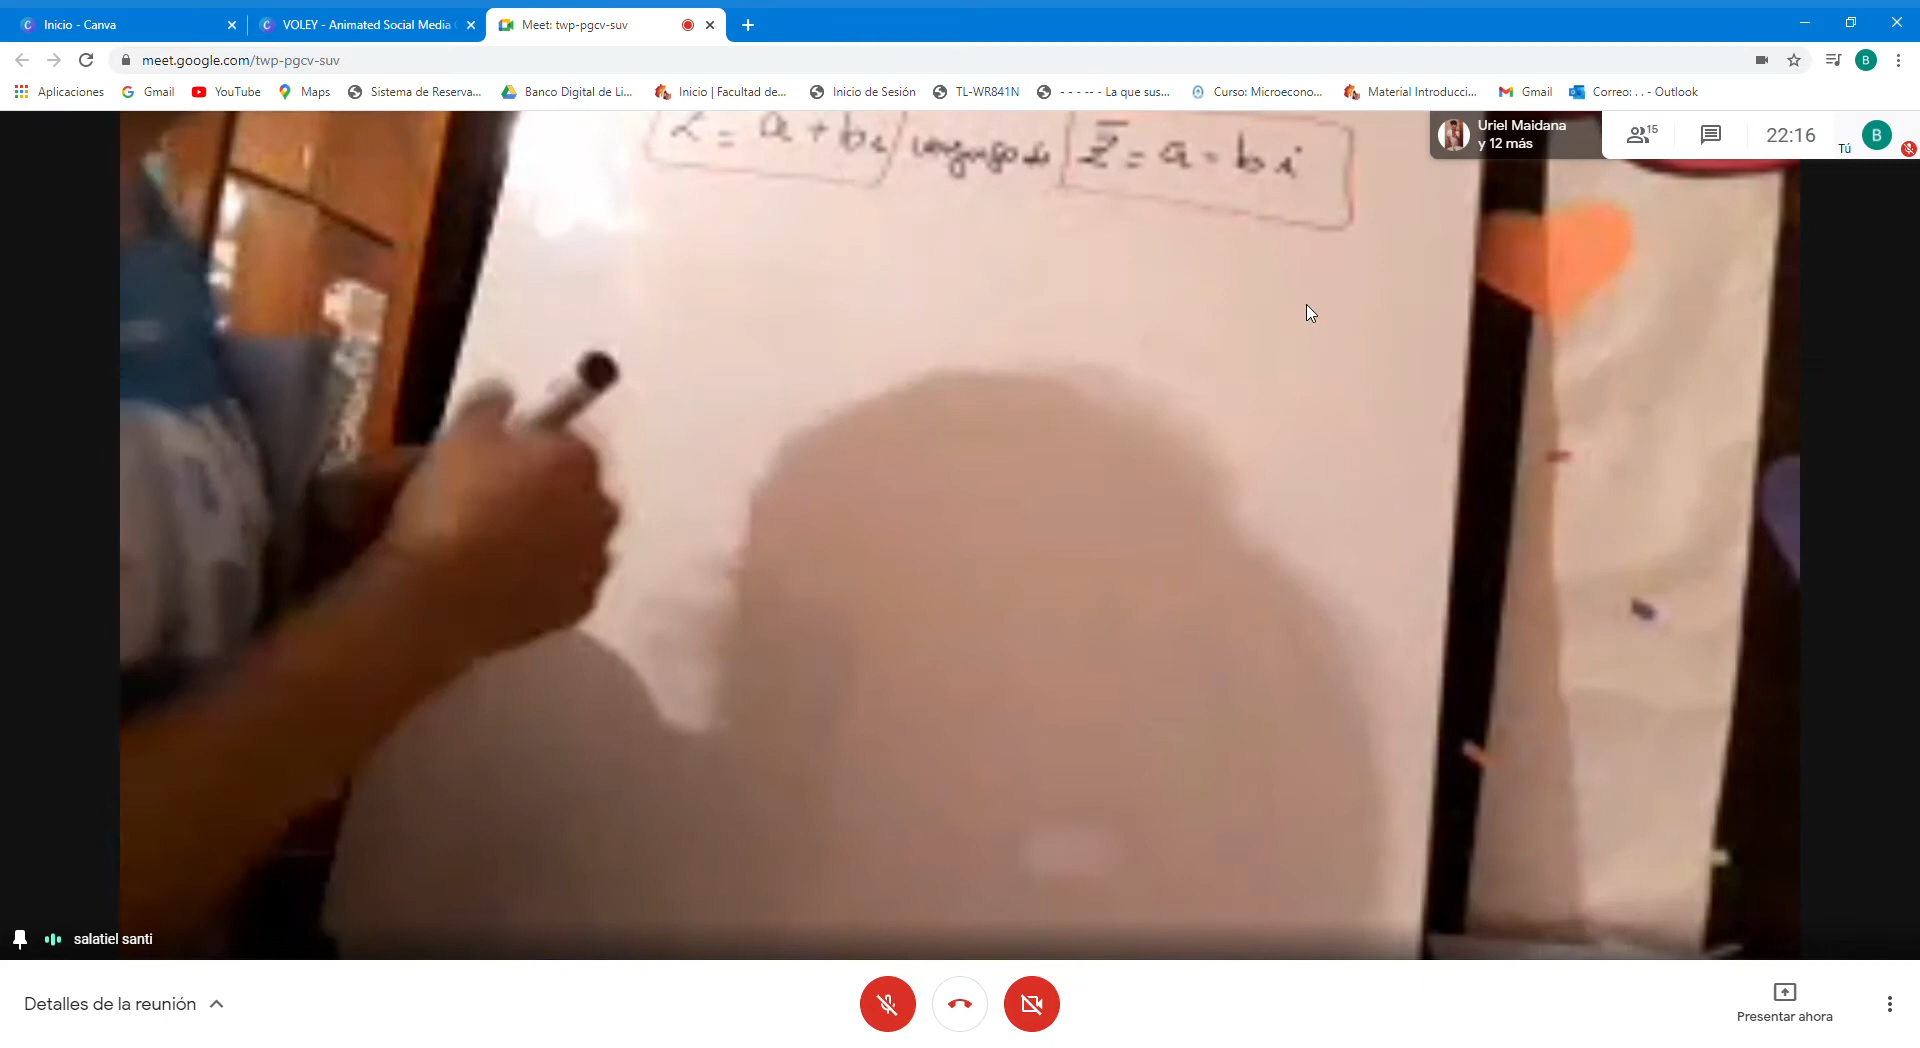 Inicio - Canva
VOLEY - Animated Social Media
Meet: twp-pgcv-suv
meet.google.com/twp-pgcv-suv
B
Aplicaciones
Gmail
YouTube
Maps
Sistema de Reserva...
Banco Digital de Li...
Inicio | Facultad de...
Inicio de Sesión
TL-WR841N
- - - -- - La que sus...
Curso: Microecono...
Material Introducci...
Gmail
Correo: . . - Outlook
z = a + bi
z̅ = a - bi
Uriel Maidana
y 12 más
15
22:16
Tú
B
salatiel santi
Detalles de la reunión
Presentar ahora